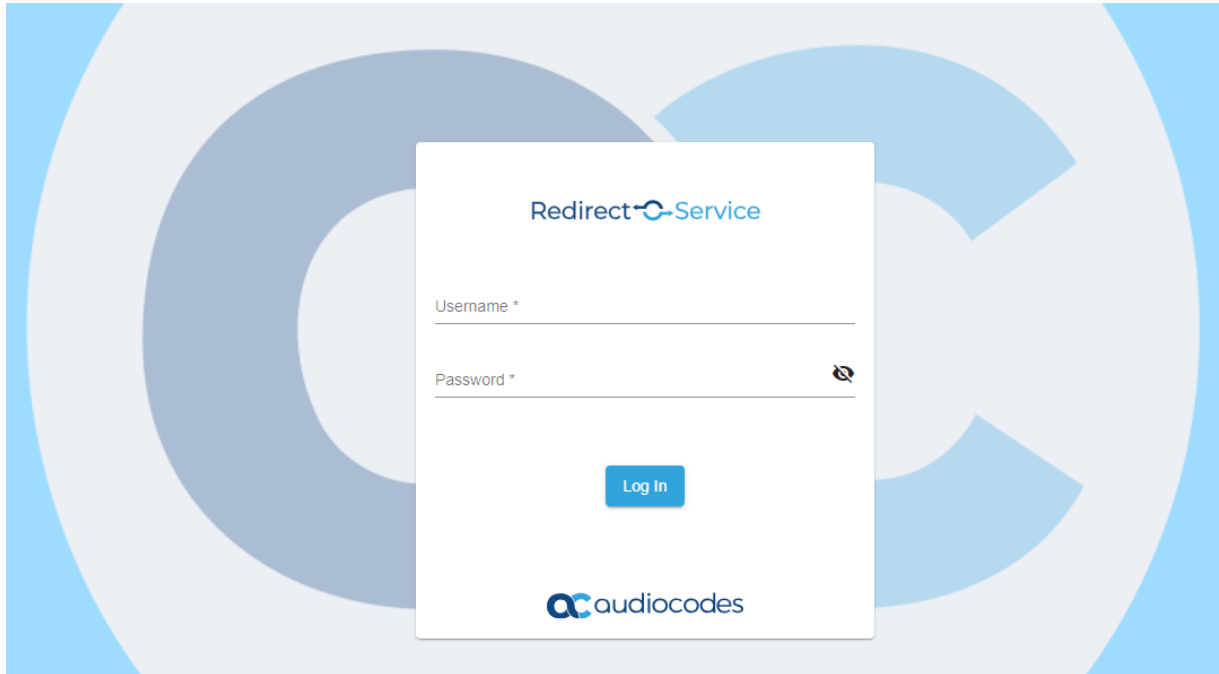 Redirect Service
Username *
Password *
Log In
audiocodes